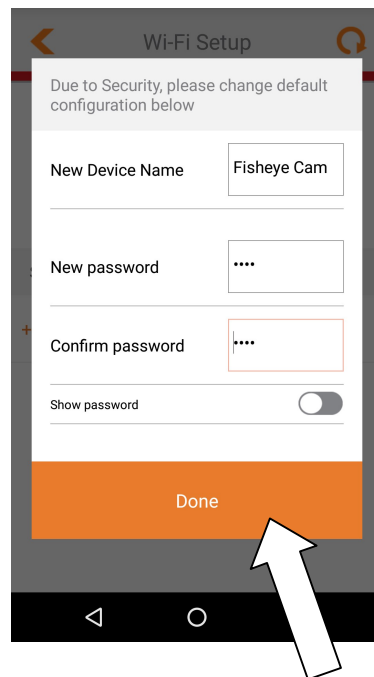 Wi-Fi Setup
Due to Security, please change default
configuration below
New Device Name
Fisheye Cam
New password
••••
Confirm password
••••
Show password
Done